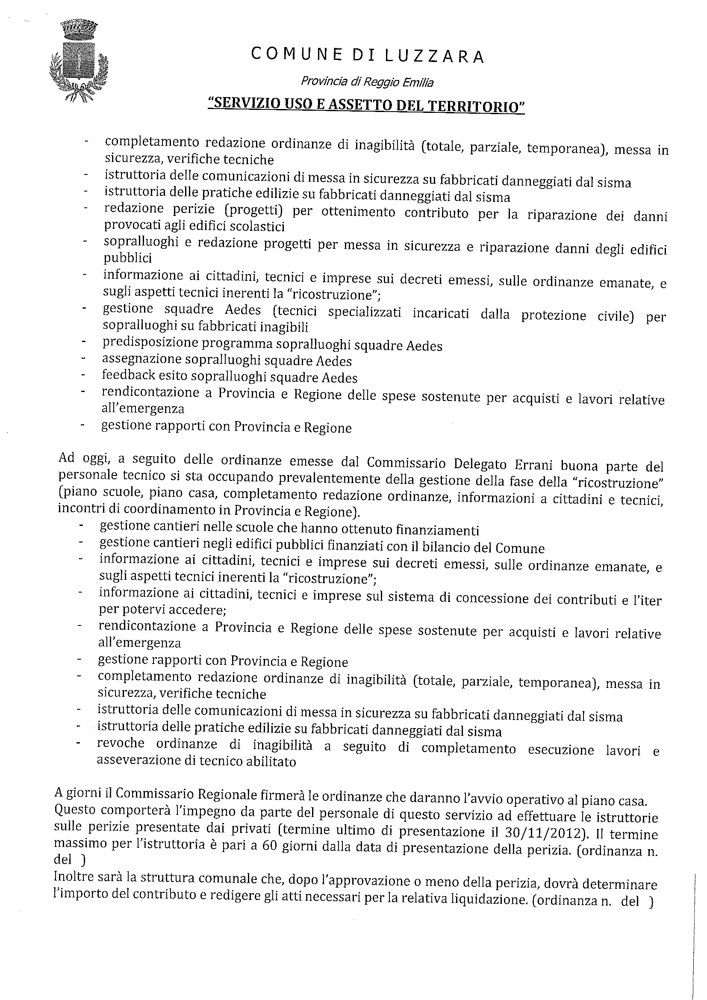 COMUNE DI LUZZARA
Provincia di Reggio Emilia
“SERVIZIO USO E ASSETTO DEL TERRITORIO”
- completamento redazione ordinanze di inagibilità (totale, parziale, temporanea), messa in
sicurezza, verifiche tecniche
- istruttoria delle comunicazioni di messa in sicurezza su fabbricati danneggiati dal sisma
- istruttoria delle pratiche edilizie su fabbricati danneggiati dal sisma
- redazione perizie (progetti) per ottenimento contributo per la riparazione dei danni
provocati agli edifici scolastici
- sopralluoghi e redazione progetti per messa in sicurezza e riparazione danni degli edifici
pubblici
- informazione ai cittadini, tecnici e imprese sui decreti emessi, sulle ordinanze emanate, e
sugli aspetti tecnici inerenti la “ricostruzione”;
- gestione squadre Aedes (tecnici specializzati incaricati dalla protezione civile) per
sopralluoghi su fabbricati inagibili
- predisposizione programma sopralluoghi squadre Aedes
- assegnazione sopralluoghi squadre Aedes
- feedback esito sopralluoghi squadre Aedes
- rendicontazione a Provincia e Regione delle spese sostenute per acquisti e lavori relative
all’emergenza
- gestione rapporti con Provincia e Regione
Ad oggi, a seguito delle ordinanze emesse dal Commissario Delegato Errani buona parte del
personale tecnico si sta occupando prevalentemente della gestione della fase della “ricostruzione”
(piano scuole, piano casa, completamento redazione ordinanze, informazioni a cittadini e tecnici,
incontri di coordinamento in Provincia e Regione).
- gestione cantieri nelle scuole che hanno ottenuto finanziamenti
- gestione cantieri negli edifici pubblici finanziati con il bilancio del Comune
- informazione ai cittadini, tecnici e imprese sui decreti emessi, sulle ordinanze emanate, e
sugli aspetti tecnici inerenti la “ricostruzione”;
- informazione ai cittadini, tecnici e imprese sul sistema di concessione dei contributi e l’iter
per potervi accedere;
- rendicontazione a Provincia e Regione delle spese sostenute per acquisti e lavori relative
all’emergenza
- gestione rapporti con Provincia e Regione
- completamento redazione ordinanze di inagibilità (totale, parziale, temporanea), messa in
sicurezza, verifiche tecniche
- istruttoria delle comunicazioni di messa in sicurezza su fabbricati danneggiati dal sisma
- istruttoria delle pratiche edilizie su fabbricati danneggiati dal sisma
- revoche ordinanze di inagibilità a seguito di completamento esecuzione lavori e
asseverazione di tecnico abilitato
A giorni il Commissario Regionale firmerà le ordinanze che daranno l’avvio operativo al piano casa.
Questo comporterà l’impegno da parte del personale di questo servizio ad effettuare le istruttorie
sulle perizie presentate dai privati (termine ultimo di presentazione il 30/11/2012). Il termine
massimo per l’istruttoria è pari a 60 giorni dalla data di presentazione della perizia. (ordinanza n.
del )
Inoltre sarà la struttura comunale che, dopo l’approvazione o meno della perizia, dovrà determinare
l’importo del contributo e redigere gli atti necessari per la relativa liquidazione. (ordinanza n. del )